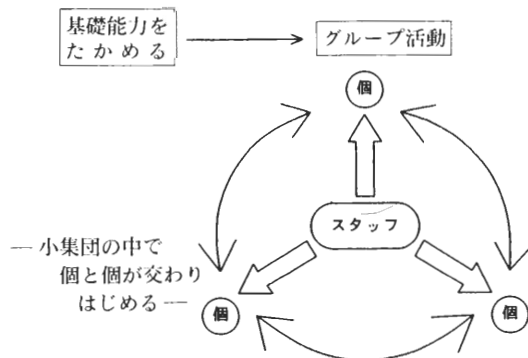 基礎能力を
たかめる
グループ活動
個
スタッフ
― 小集団の中で
個と個が交わり
はじめる ―
個
個